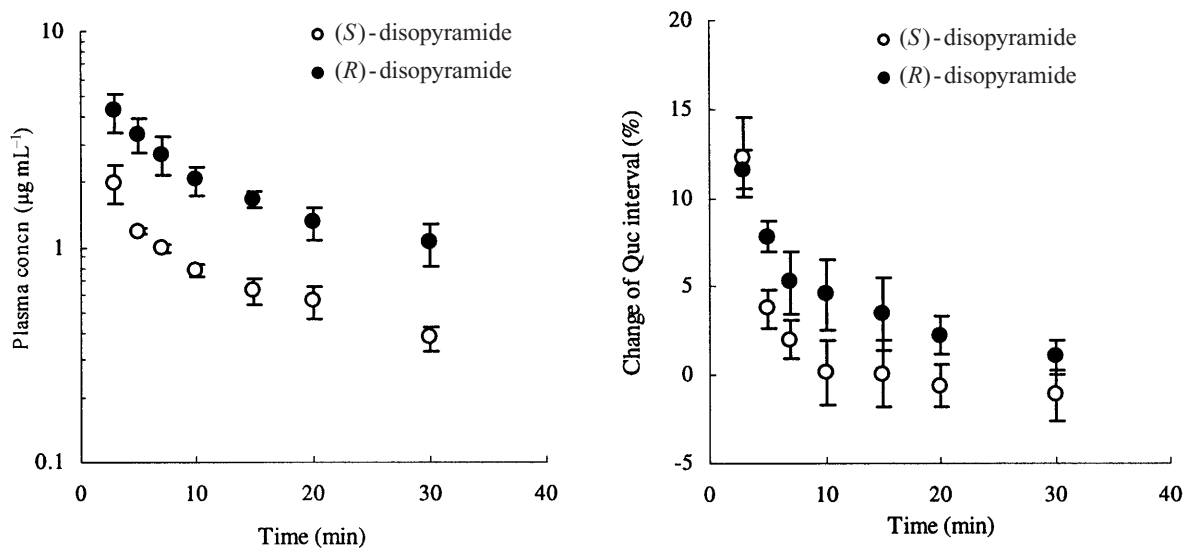 10
(S)-disopyramide
(R)-disopyramide
1
0.1
Plasma concn (µg mL⁻¹)
0 10 20 30 40
Time (min)
20
(S)-disopyramide
(R)-disopyramide
15
10
5
0
-5
Change of Quc interval (%)
0 10 20 30 40
Time (min)